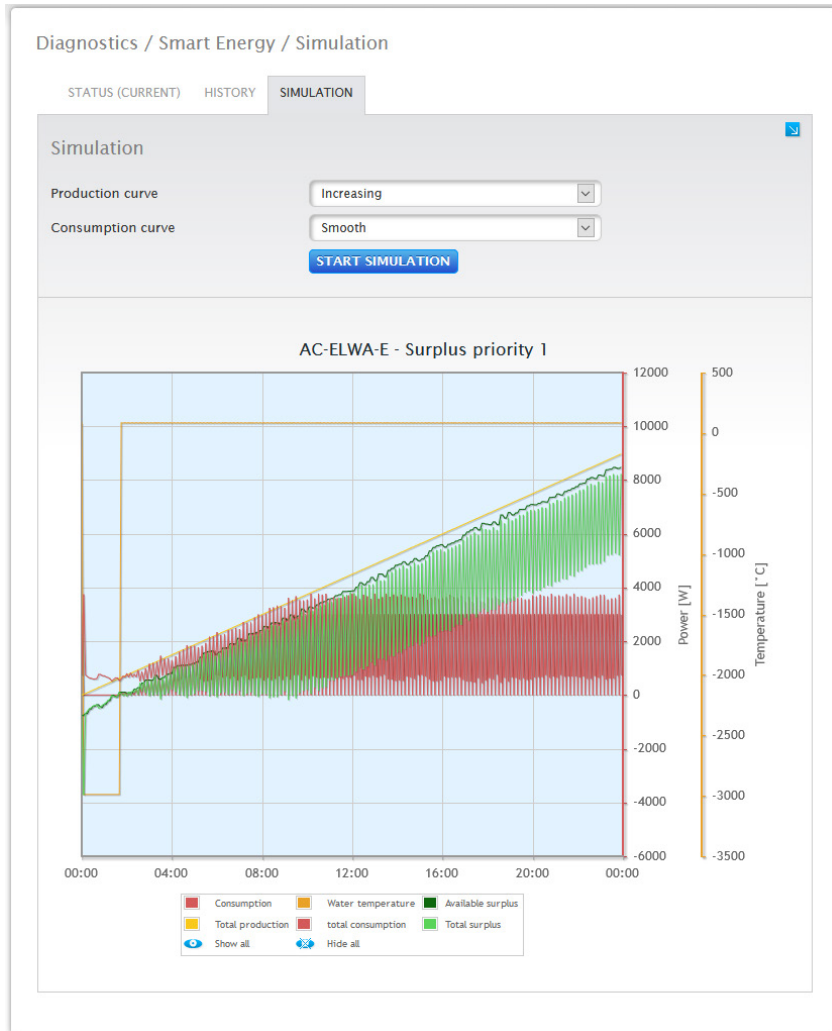 Diagnostics / Smart Energy / Simulation
STATUS (CURRENT) HISTORY SIMULATION
Simulation
Production curve Increasing
Consumption curve Smooth
START SIMULATION
AC-ELWA-E - Surplus priority 1
12000 500
10000 0
8000 -500
6000 -1000
4000 -1500
2000 -2000
0 -2500
-2000
-4000 -3000
-6000 -3500
Power [W]
Temperature [°C]
00:00 04:00 08:00 12:00 16:00 20:00 00:00
Consumption Water temperature Available surplus
Total production total consumption Total surplus
Show all Hide all